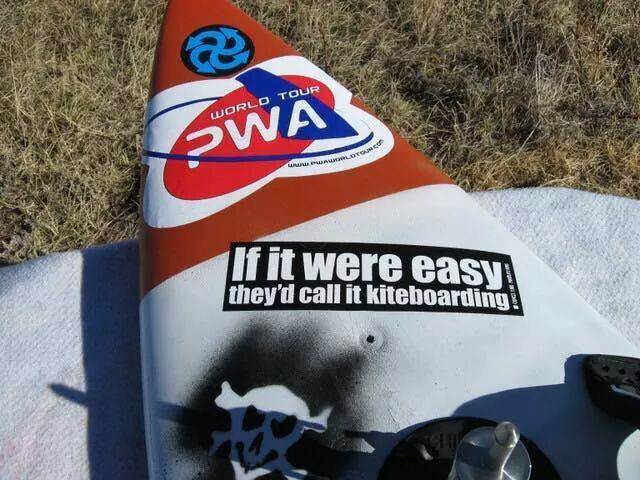 WORLD TOUR
PWA
WWW.PWAWORLDTOUR.COM
If it were easy
they'd call it kiteboarding